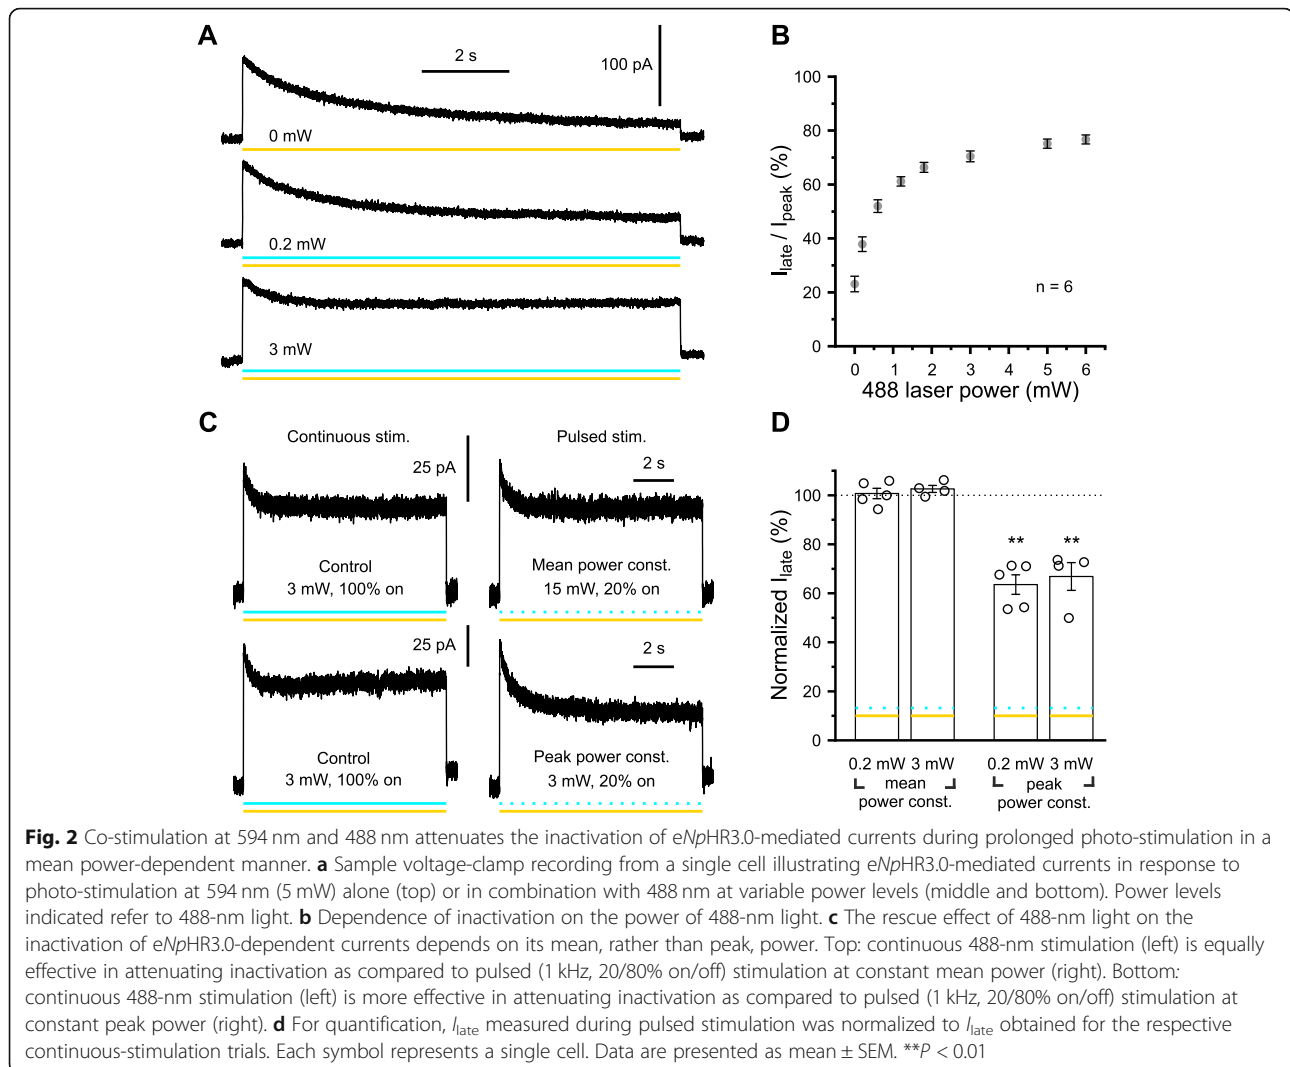 A
2 s
100 pA
0 mW
0.2 mW
3 mW
B
100
80
60
40
20
0
I late / I peak (%)
n = 6
0 1 2 3 4 5 6
488 laser power (mW)
C
Continuous stim.
Pulsed stim.
25 pA
2 s
Control
3 mW, 100% on
Mean power const.
15 mW, 20% on
25 pA
2 s
Control
3 mW, 100% on
Peak power const.
3 mW, 20% on
D
100
80
60
40
20
0
Normalized I late (%)
** **
0.2 mW 3 mW 0.2 mW 3 mW
mean
power const.
peak
power const.
Fig. 2 Co-stimulation at 594 nm and 488 nm attenuates the inactivation of eNpHR3.0-mediated currents during prolonged photo-stimulation in a
mean power-dependent manner. a Sample voltage-clamp recording from a single cell illustrating eNpHR3.0-mediated currents in response to
photo-stimulation at 594 nm (5 mW) alone (top) or in combination with 488 nm at variable power levels (middle and bottom). Power levels
indicated refer to 488-nm light. b Dependence of inactivation on the power of 488-nm light. c The rescue effect of 488-nm light on the
inactivation of eNpHR3.0-dependent currents depends on its mean, rather than peak, power. Top: continuous 488-nm stimulation (left) is equally
effective in attenuating inactivation as compared to pulsed (1 kHz, 20/80% on/off) stimulation at constant mean power (right). Bottom:
continuous 488-nm stimulation (left) is more effective in attenuating inactivation as compared to pulsed (1 kHz, 20/80% on/off) stimulation at
constant peak power (right). d For quantification, Ilate measured during pulsed stimulation was normalized to Ilate obtained for the respective
continuous-stimulation trials. Each symbol represents a single cell. Data are presented as mean ± SEM. **P < 0.01